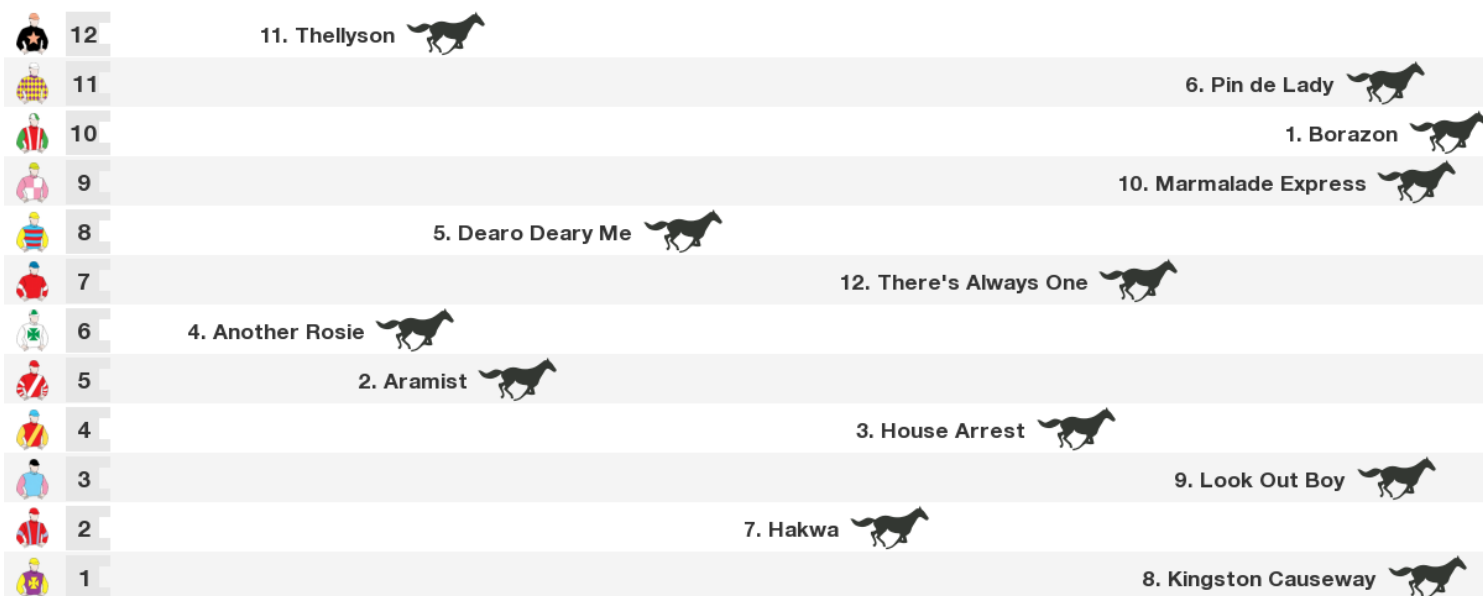 12 11. Thellyson
11 6. Pin de Lady
10 1. Borazon
9 10. Marmalade Express
8 5. Dearo Deary Me
7 12. There's Always One
6 4. Another Rosie
5 2. Aramist
4 3. House Arrest
3 9. Look Out Boy
2 7. Hakwa
1 8. Kingston Causeway